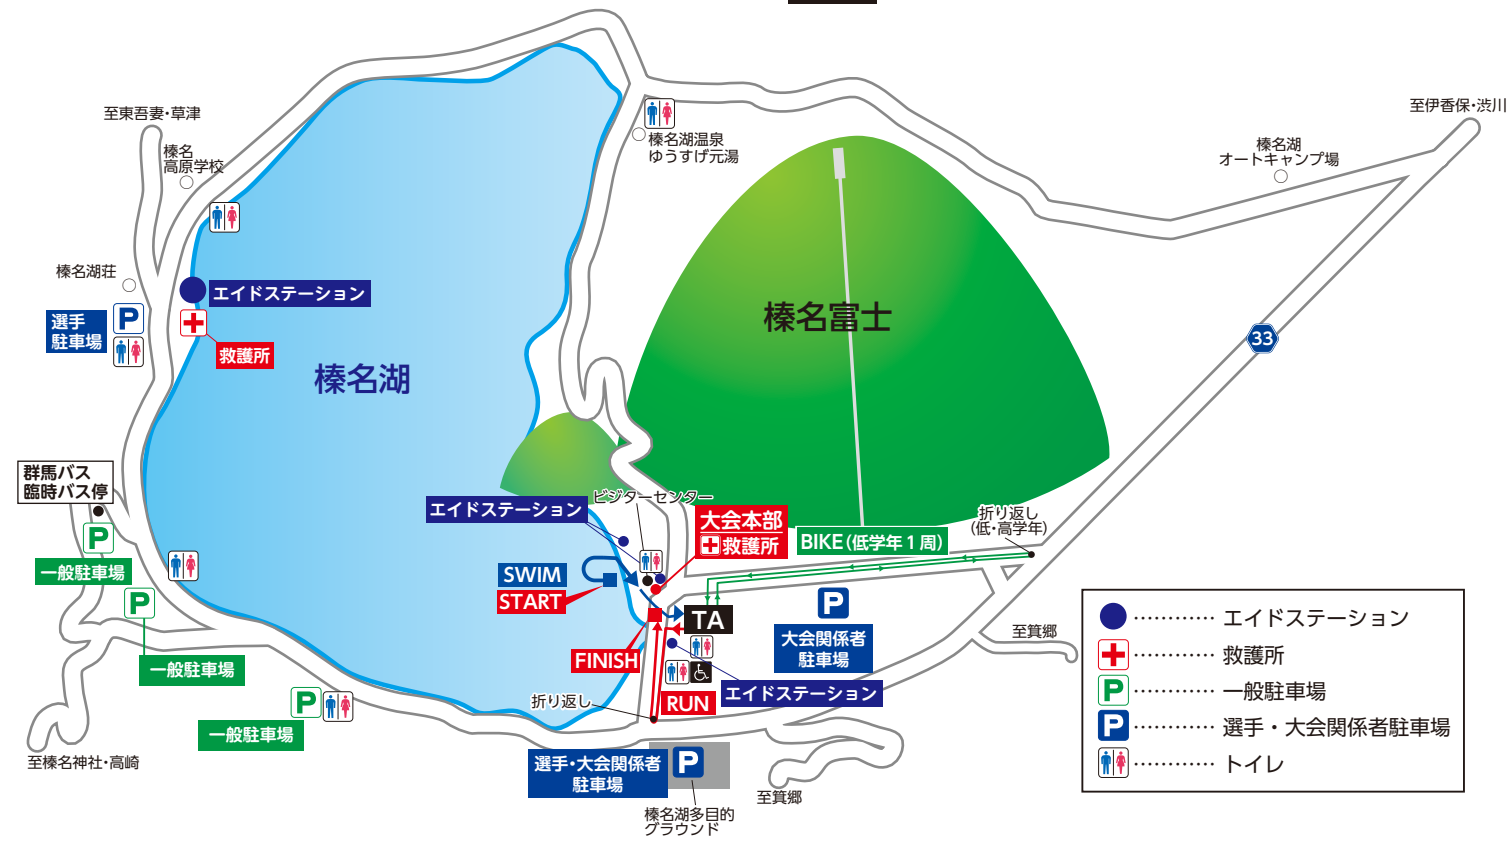 至東吾妻・草津
榛名
高原学校
榛名湖温泉
ゆうすげ元湯
至伊香保・渋川
榛名湖
オートキャンプ場
榛名湖荘
選手
駐車場
P
エイドステーション
救護所
榛名湖
榛名富士
33
群馬バス
臨時バス停
P
一般駐車場
P
一般駐車場
P
一般駐車場
至榛名神社・高崎
エイドステーション
ビジターセンター
大会本部
救護所
BIKE（低学年１周）
折り返し
（低・高学年）
SWIM
START
TA
FINISH
RUN
エイドステーション
折り返し
P
大会関係者
駐車場
至箕郷
選手・大会関係者
駐車場
P
榛名湖多目的
グラウンド
至箕郷
………… エイドステーション
………… 救護所
P ………… 一般駐車場
P ………… 選手・大会関係者駐車場
………… トイレ